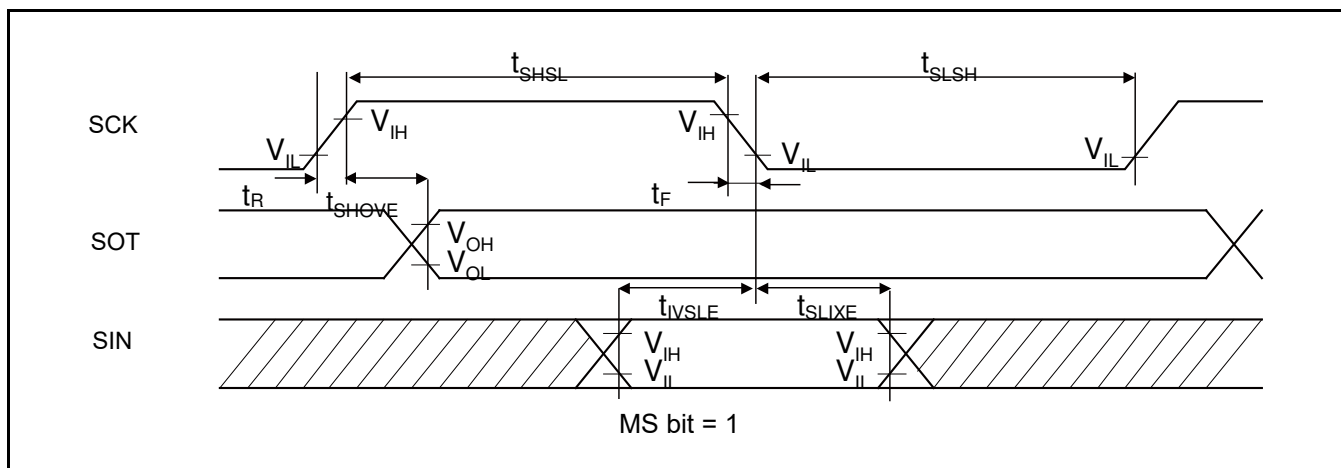 tSHSL
tSLSH
SCK
VIH
VIH
VIL
VIL
VIL
tR
tSHOVE
tF
SOT
VOH
VOL
tIVSLE
tSLIXE
SIN
VIH
VIH
VIL
VIL
MS bit = 1